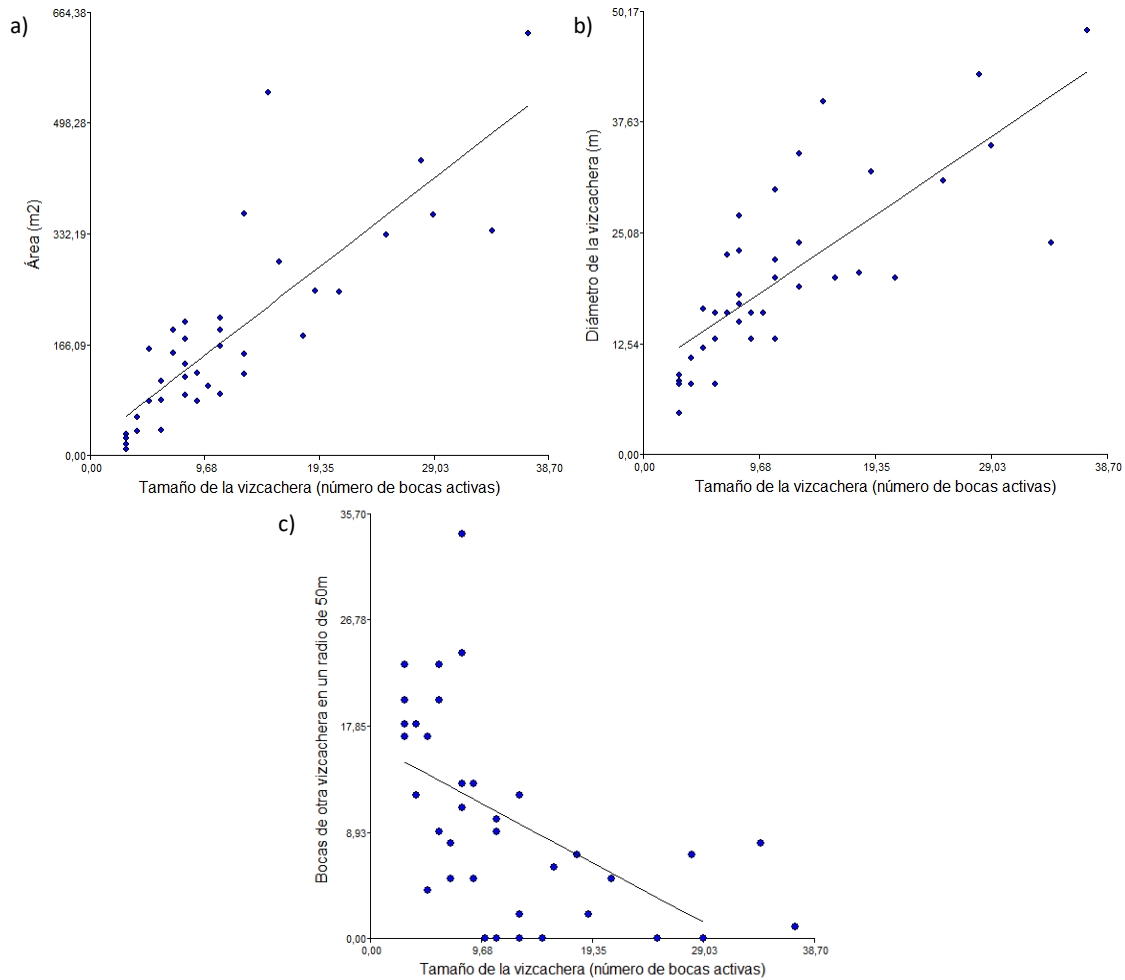 a)
664,38
498,28
332,19
166,09
0,00
Área (m2)
0,00 9,68 19,35 29,03 38,70
Tamaño de la vizcachera (número de bocas activas)
b)
50,17
37,63
25,08
12,54
0,00
Diámetro de la vizcachera (m)
0,00 9,68 19,35 29,03 38,70
Tamaño de la vizcachera (número de bocas activas)
c)
35,70
26,78
17,85
8,93
0,00
Bocas de otra vizcachera en un radio de 50m
0,00 9,68 19,35 29,03 38,70
Tamaño de la vizcachera (número de bocas activas)